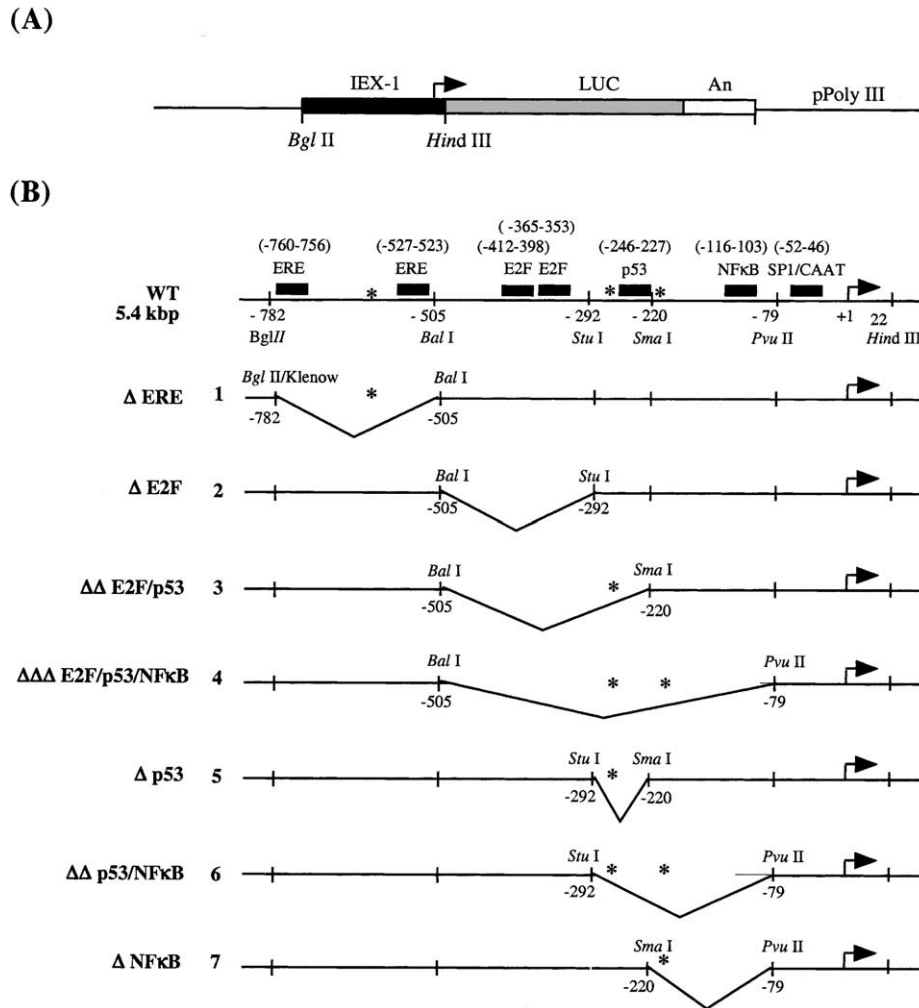 (A)
IEX-1 LUC An pPoly III
Bgl II Hind III
(B)
(-365-353)
(-760-756) (-527-523) (-412-398) (-246-227) (-116-103) (-52-46)
ERE ERE E2F E2F p53 NFκB SP1/CAAT
WT * * *
5.4 kbp -782 -505 -292 -220 -79 +1 22
BglII Bal I Stu I Sma I Pvu II Hind III
Bgl II/Klenow * Bal I
Δ ERE 1
-782 -505
Bal I Stu I
Δ E2F 2
-505 -292
Bal I * Sma I
ΔΔ E2F/p53 3
-505 -220
Bal I * * Pvu II
ΔΔΔ E2F/p53/NFκB 4
-505 -79
Stu I * Sma I
Δ p53 5
-292 -220
Stu I * * Pvu II
ΔΔ p53/NFκB 6
-292 -79
Sma I * Pvu II
Δ NFκB 7
-220 -79